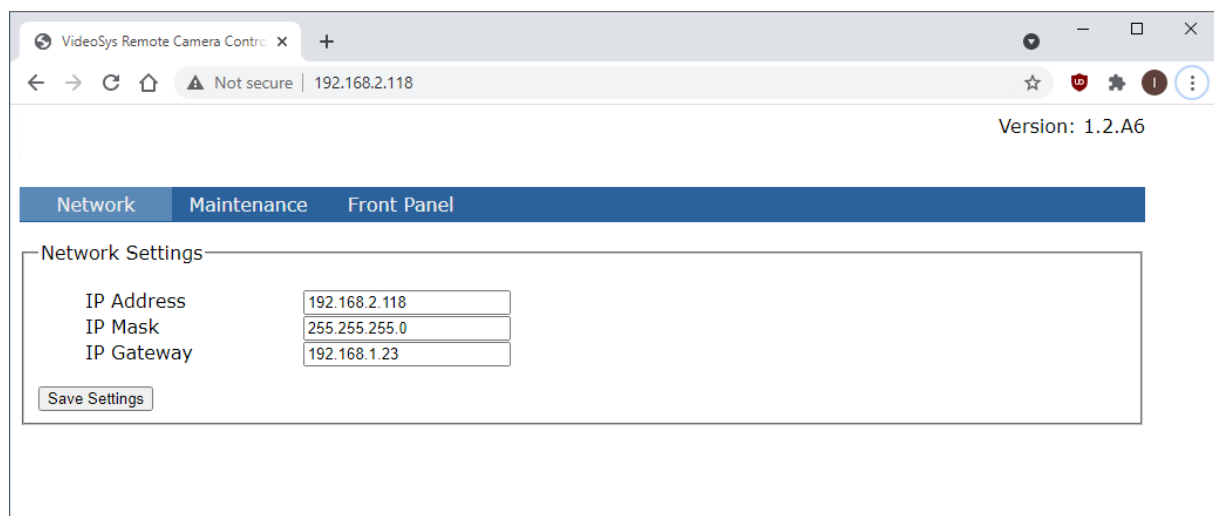 VideoSys Remote Camera Contro
Not secure | 192.168.2.118
Version: 1.2.A6
Network Maintenance Front Panel
Network Settings
IP Address 192.168.2.118
IP Mask 255.255.255.0
IP Gateway 192.168.1.23
Save Settings